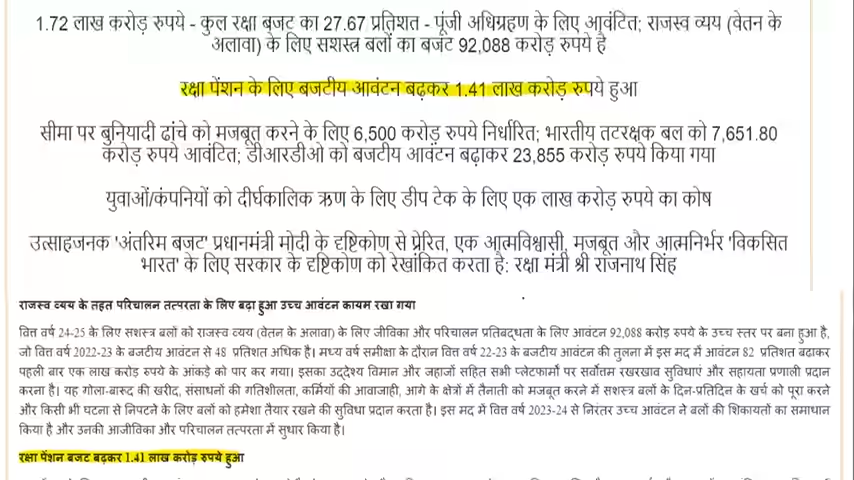 1.72 लाख करोड़ रुपये - कुल रक्षा बजट का 27.67 प्रतिशत - पूंजी अधिग्रहण के लिए आवंटित; राजस्व व्यय (वेतन के
अलावा) के लिए सशस्त्र बलों का बजट 92,088 करोड़ रुपये है
रक्षा पेंशन के लिए बजटीय आवंटन बढ़कर 1.41 लाख करोड़ रुपये हुआ
सीमा पर बुनियादी ढांचे को मजबूत करने के लिए 6,500 करोड़ रुपये निर्धारित; भारतीय तटरक्षक बल को 7,651.80
करोड़ रुपये आवंटित; डीआरडीओ को बजटीय आवंटन बढ़ाकर 23,855 करोड़ रुपये किया गया
युवाओं/कंपनियों को दीर्घकालिक ऋण के लिए डीप टेक के लिए एक लाख करोड़ रुपये का कोष
उत्साहजनक 'अंतरिम बजट' प्रधानमंत्री मोदी के दृष्टिकोण से प्रेरित, एक आत्मविश्वासी, मजबूत और आत्मनिर्भर 'विकसित
भारत' के लिए सरकार के दृष्टिकोण को रेखांकित करता है: रक्षा मंत्री श्री राजनाथ सिंह
राजस्व व्यय के तहत परिचालन तत्परता के लिए बढ़ा हुआ उच्च आवंटन कायम रखा गया
वित्त वर्ष 24-25 के लिए सशस्त्र बलों को राजस्व व्यय (वेतन के अलावा) के लिए जीविका और परिचालन प्रतिबद्धता के लिए आवंटन 92,088 करोड़ रुपये के उच्च स्तर पर बना हुआ है,
जो वित्त वर्ष 2022-23 के बजटीय आवंटन से 48 प्रतिशत अधिक है। मध्य वर्ष समीक्षा के दौरान वित्त वर्ष 22-23 के बजटीय आवंटन की तुलना में इस मद में आवंटन 82 प्रतिशत बढाकर
पहली बार एक लाख करोड़ रुपये के आंकड़े को पार कर गया। इसका उद्देश्य विमान और जहाजों सहित सभी प्लेटफार्मों पर सर्वोत्तम रखरखाव सुविधाएं और सहायता प्रणाली प्रदान
करना है। यह गोला-बारूद की खरीद, संसाधनों की गतिशीलता, कर्मियों की आवाजाही, आगे के क्षेत्रों में तैनाती को मजबूत करने में सशस्त्र बलों के दिन-प्रतिदिन के खर्च को पूरा करने
और किसी भी घटना से निपटने के लिए बलों को हमेशा तैयार रखने की सुविधा प्रदान करता है। इस मद में वित्त वर्ष 2023-24 से निरंतर उच्च आवंटन ने बलों की शिकायतों का समाधान
किया है और उनकी आजीविका और परिचालन तत्परता में सुधार किया है।
रक्षा पेंशन बजट बढ़कर 1.41 लाख करोड़ रुपये हुआ